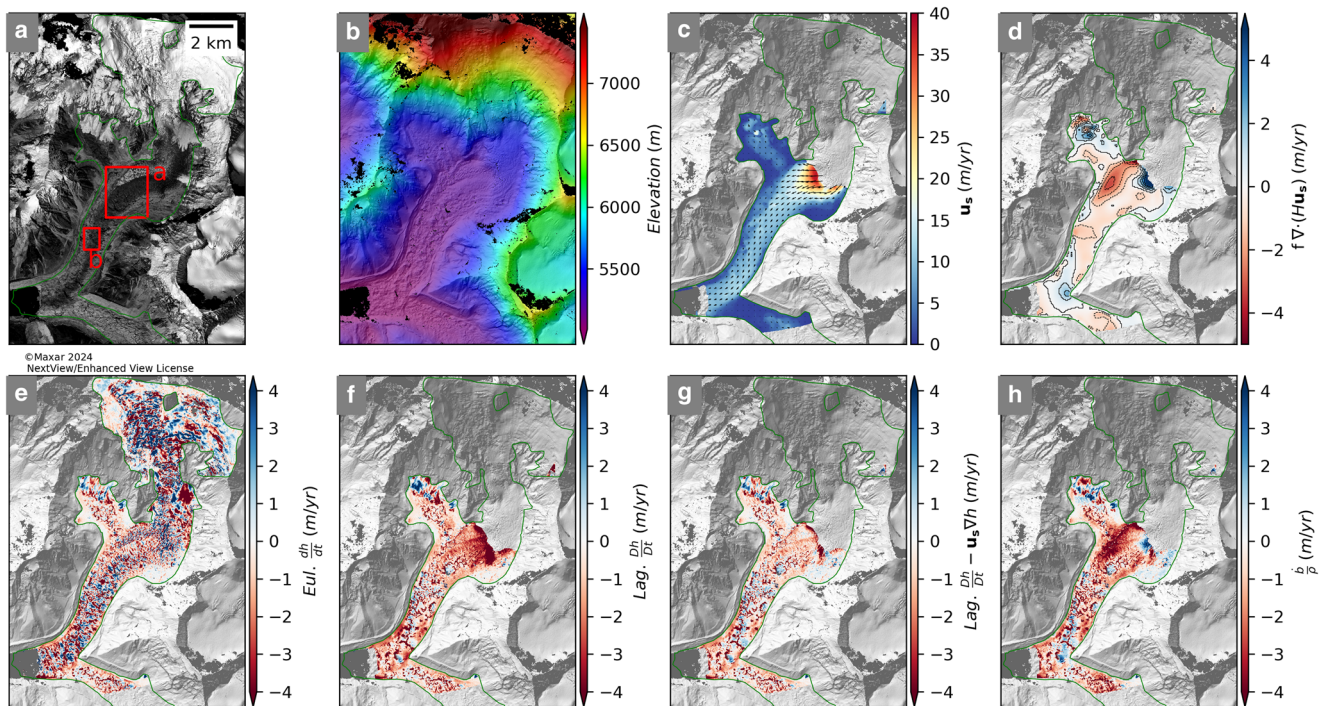 a
2 km
a
b
©Maxar 2024
NextView/Enhanced View License
b
7000
6500
6000
5500
Elevation (m)
c
40
35
30
25
20
15
10
5
0
uₛ (m/yr)
d
4
2
0
−2
−4
f ∇·(Huₛ) (m/yr)
e
4
3
2
1
0
−1
−2
−3
−4
Eul. dh/dt (m/yr)
f
4
3
2
1
0
−1
−2
−3
−4
Lag. Dh/Dt (m/yr)
g
4
3
2
1
0
−1
−2
−3
−4
Lag. Dh/Dt − uₛ∇h (m/yr)
h
4
3
2
1
0
−1
−2
−3
−4
ḃ/ρ (m/yr)